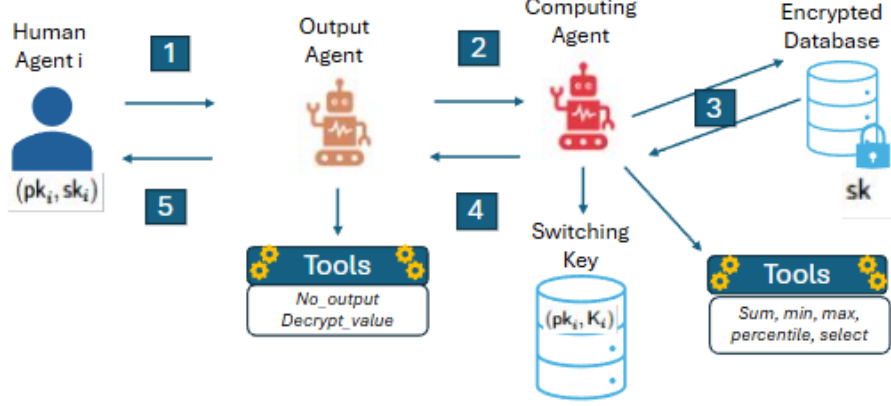 Human
Agent i
1
Output
Agent
2
Computing
Agent
Encrypted
Database
3
(pkᵢ, skᵢ)
5
4
sk
Tools
No_output
Decrypt_value
Switching
Key
(pkᵢ, Kᵢ)
Tools
Sum, min, max,
percentile, select